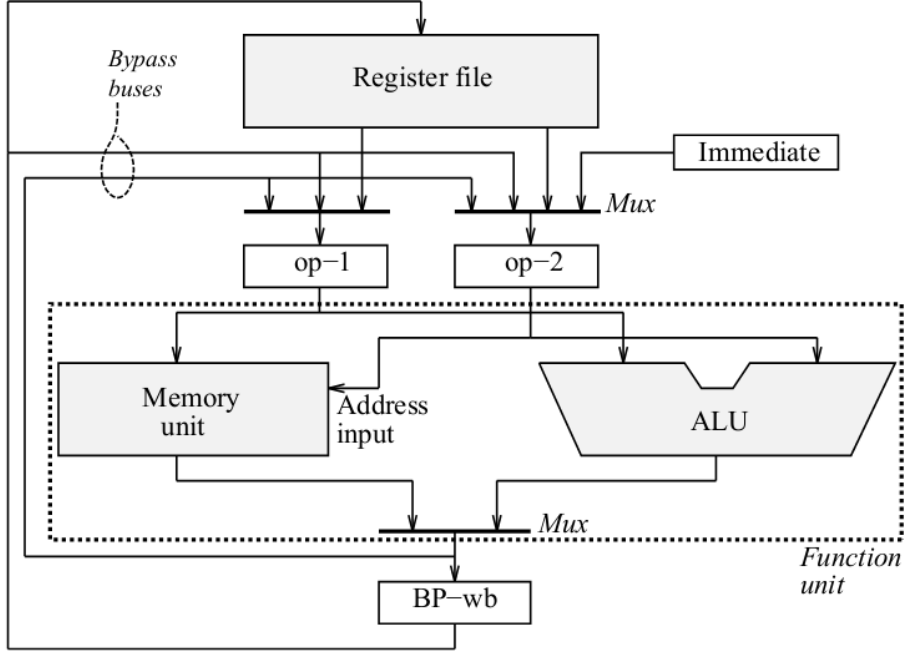 Bypass
buses
Register file
Immediate
Mux
op−1
op−2
Memory
unit
Address
input
ALU
Mux
Function
unit
BP−wb